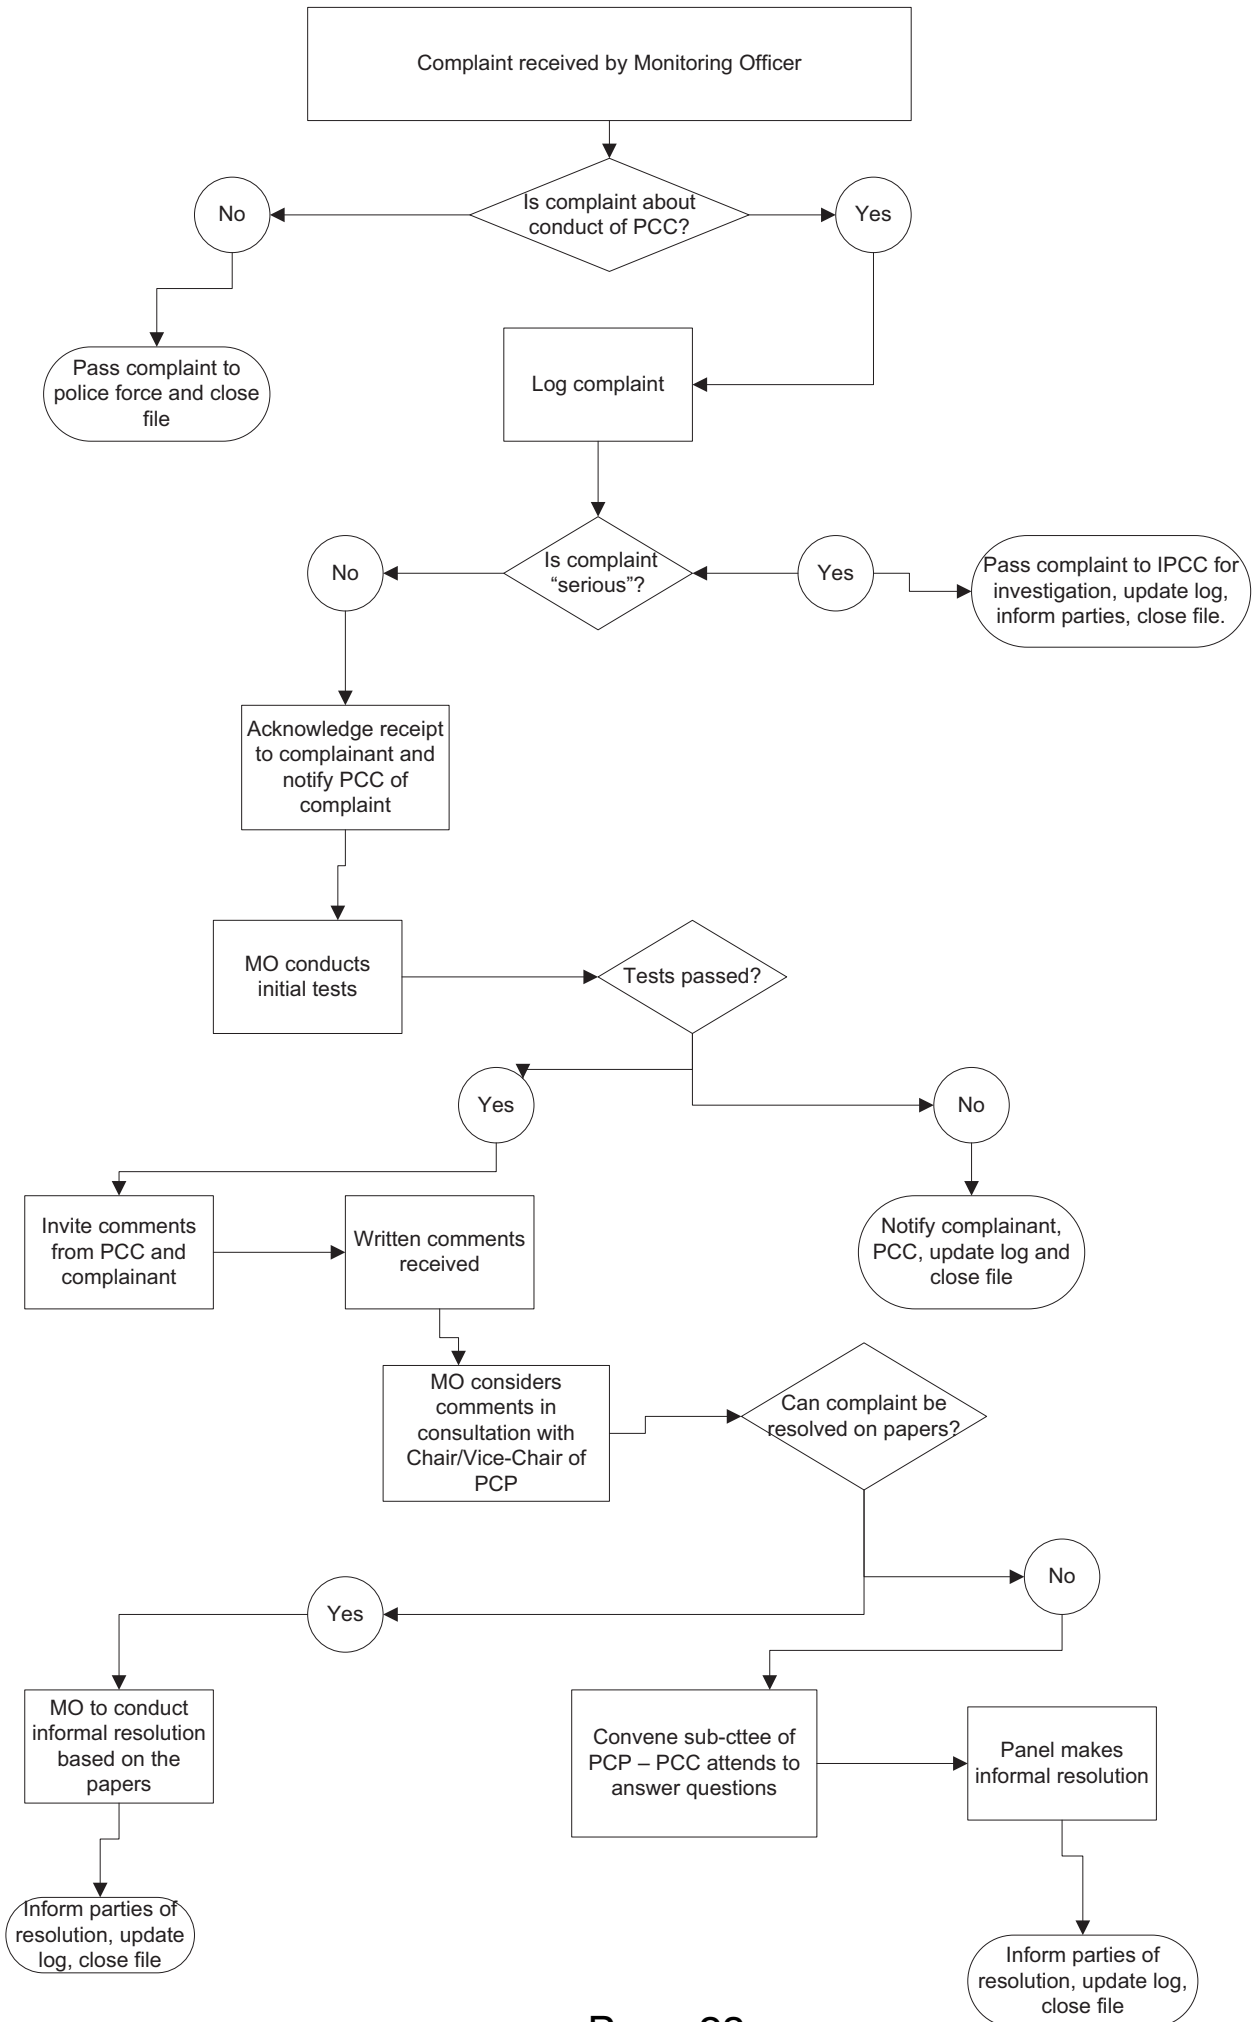 Complaint received by Monitoring Officer
Is complaint about
conduct of PCC?
No
Yes
Pass complaint to
police force and close
file
Log complaint
Is complaint
“serious”?
No
Yes
Pass complaint to IPCC for
investigation, update log,
inform parties, close file.
Acknowledge receipt
to complainant and
notify PCC of
complaint
MO conducts
initial tests
Tests passed?
Yes
No
Invite comments
from PCC and
complainant
Written comments
received
Notify complainant,
PCC, update log and
close file
MO considers
comments in
consultation with
Chair/Vice-Chair of
PCP
Can complaint be
resolved on papers?
No
Yes
MO to conduct
informal resolution
based on the
papers
Convene sub-cttee of
PCP – PCC attends to
answer questions
Panel makes
informal resolution
Inform parties of
resolution, update
log, close file
Inform parties of
resolution, update log,
close file